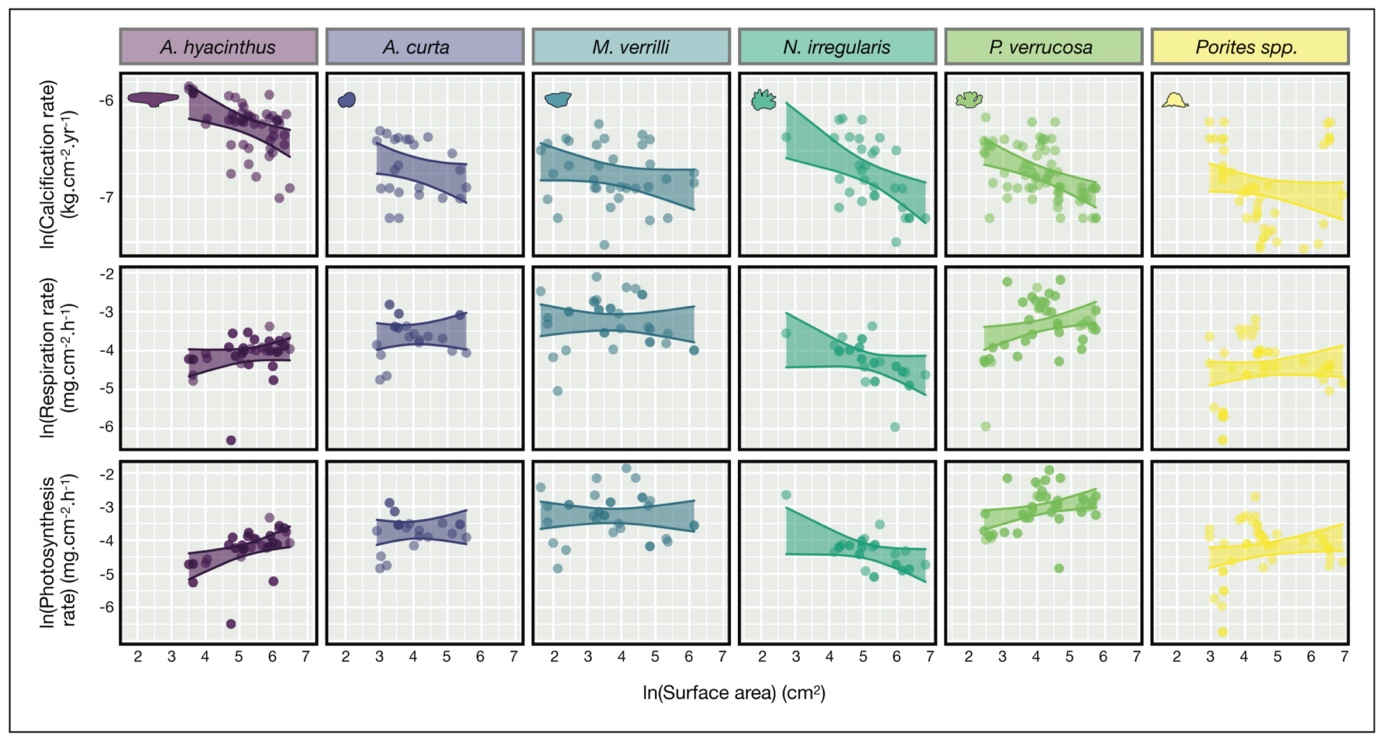 A. hyacinthus
A. curta
M. verrilli
N. irregularis
P. verrucosa
Porites spp.
ln(Calcification rate)
(kg.cm-2.yr-1)
-6
-7
ln(Respiration rate)
(mg.cm-2.h-1)
-2
-3
-4
-5
-6
ln(Photosynthesis
rate) (mg.cm-2.h-1)
-2
-3
-4
-5
-6
2 3 4 5 6 7
2 3 4 5 6 7
2 3 4 5 6 7
2 3 4 5 6 7
2 3 4 5 6 7
2 3 4 5 6 7
ln(Surface area) (cm2)